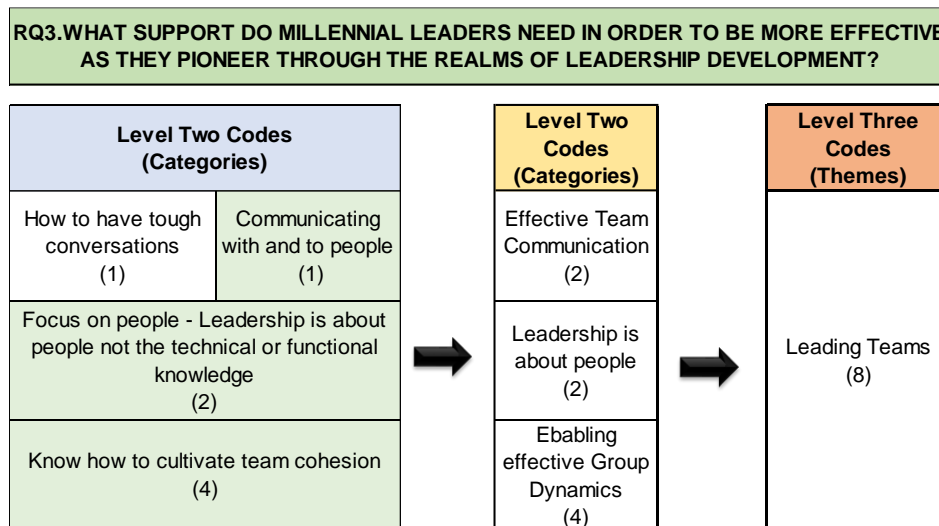 RQ3.WHAT SUPPORT DO MILLENNIAL LEADERS NEED IN ORDER TO BE MORE EFFECTIVE
AS THEY PIONEER THROUGH THE REALMS OF LEADERSHIP DEVELOPMENT?
Level Two Codes
(Categories)
How to have tough
conversations
(1)
Communicating
with and to people
(1)
Focus on people - Leadership is about
people not the technical or functional
knowledge
(2)
Know how to cultivate team cohesion
(4)
Level Two
Codes
(Categories)
Effective Team
Communication
(2)
Leadership is
about people
(2)
Ebabling
effective Group
Dynamics
(4)
Level Three
Codes
(Themes)
Leading Teams
(8)